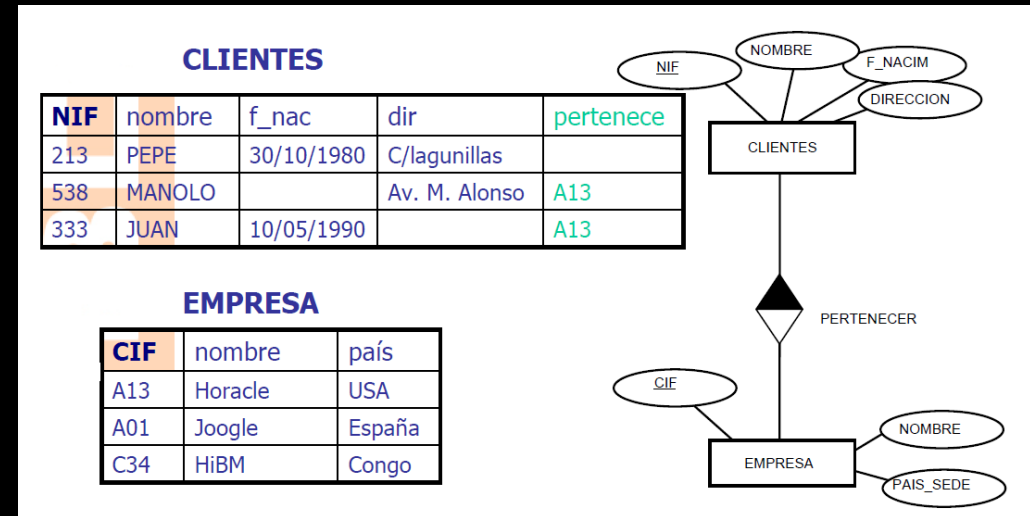 CLIENTES
NIF nombre f_nac dir pertenece
213 PEPE 30/10/1980 C/lagunillas
538 MANOLO Av. M. Alonso A13
333 JUAN 10/05/1990 A13
EMPRESA
CIF nombre país
A13 Horacle USA
A01 Joogle España
C34 HiBM Congo
NOMBRE
NIF
F_NACIM
DIRECCION
CLIENTES
PERTENECER
CIF
NOMBRE
EMPRESA
PAIS_SEDE